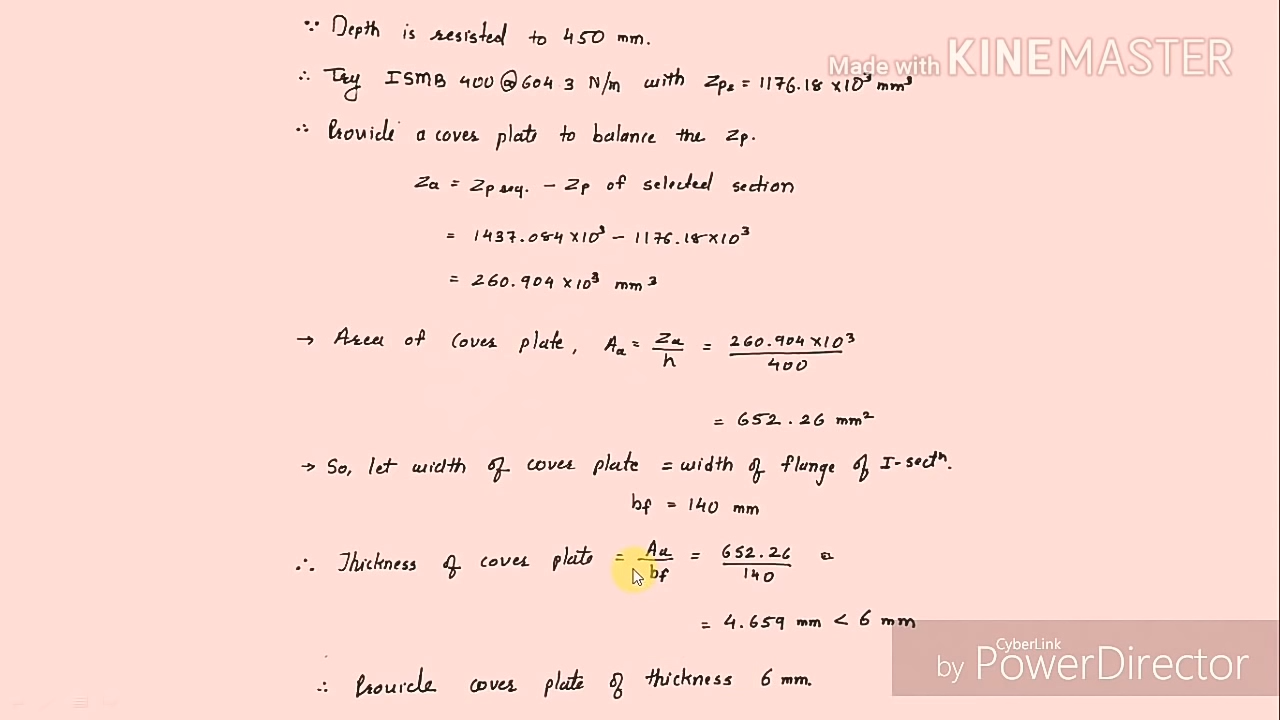 ∵ Depth is resisted to 450 mm.
Made with KINEMASTER
∴ Try ISMB 400 @ 604 3 N/m with Zpz = 1176.18 ×10³ mm³
∴ Provide a cover plate to balance the Zp.
Za = Zp req. – Zp of selected section
= 1437.084 ×10³ – 1176.18 ×10³
= 260.904 ×10³ mm³
→ Area of cover plate, Aa = Za/h = 260.904 ×10³/400
= 652.26 mm²
→ So, let width of cover plate = width of flange of I-sectⁿ.
bf = 140 mm
∴ Thickness of cover plate = Aa/bf = 652.26/140 =
= 4.659 mm < 6 mm
CyberLink
by PowerDirector
∴ Provide cover plate of thickness 6 mm.